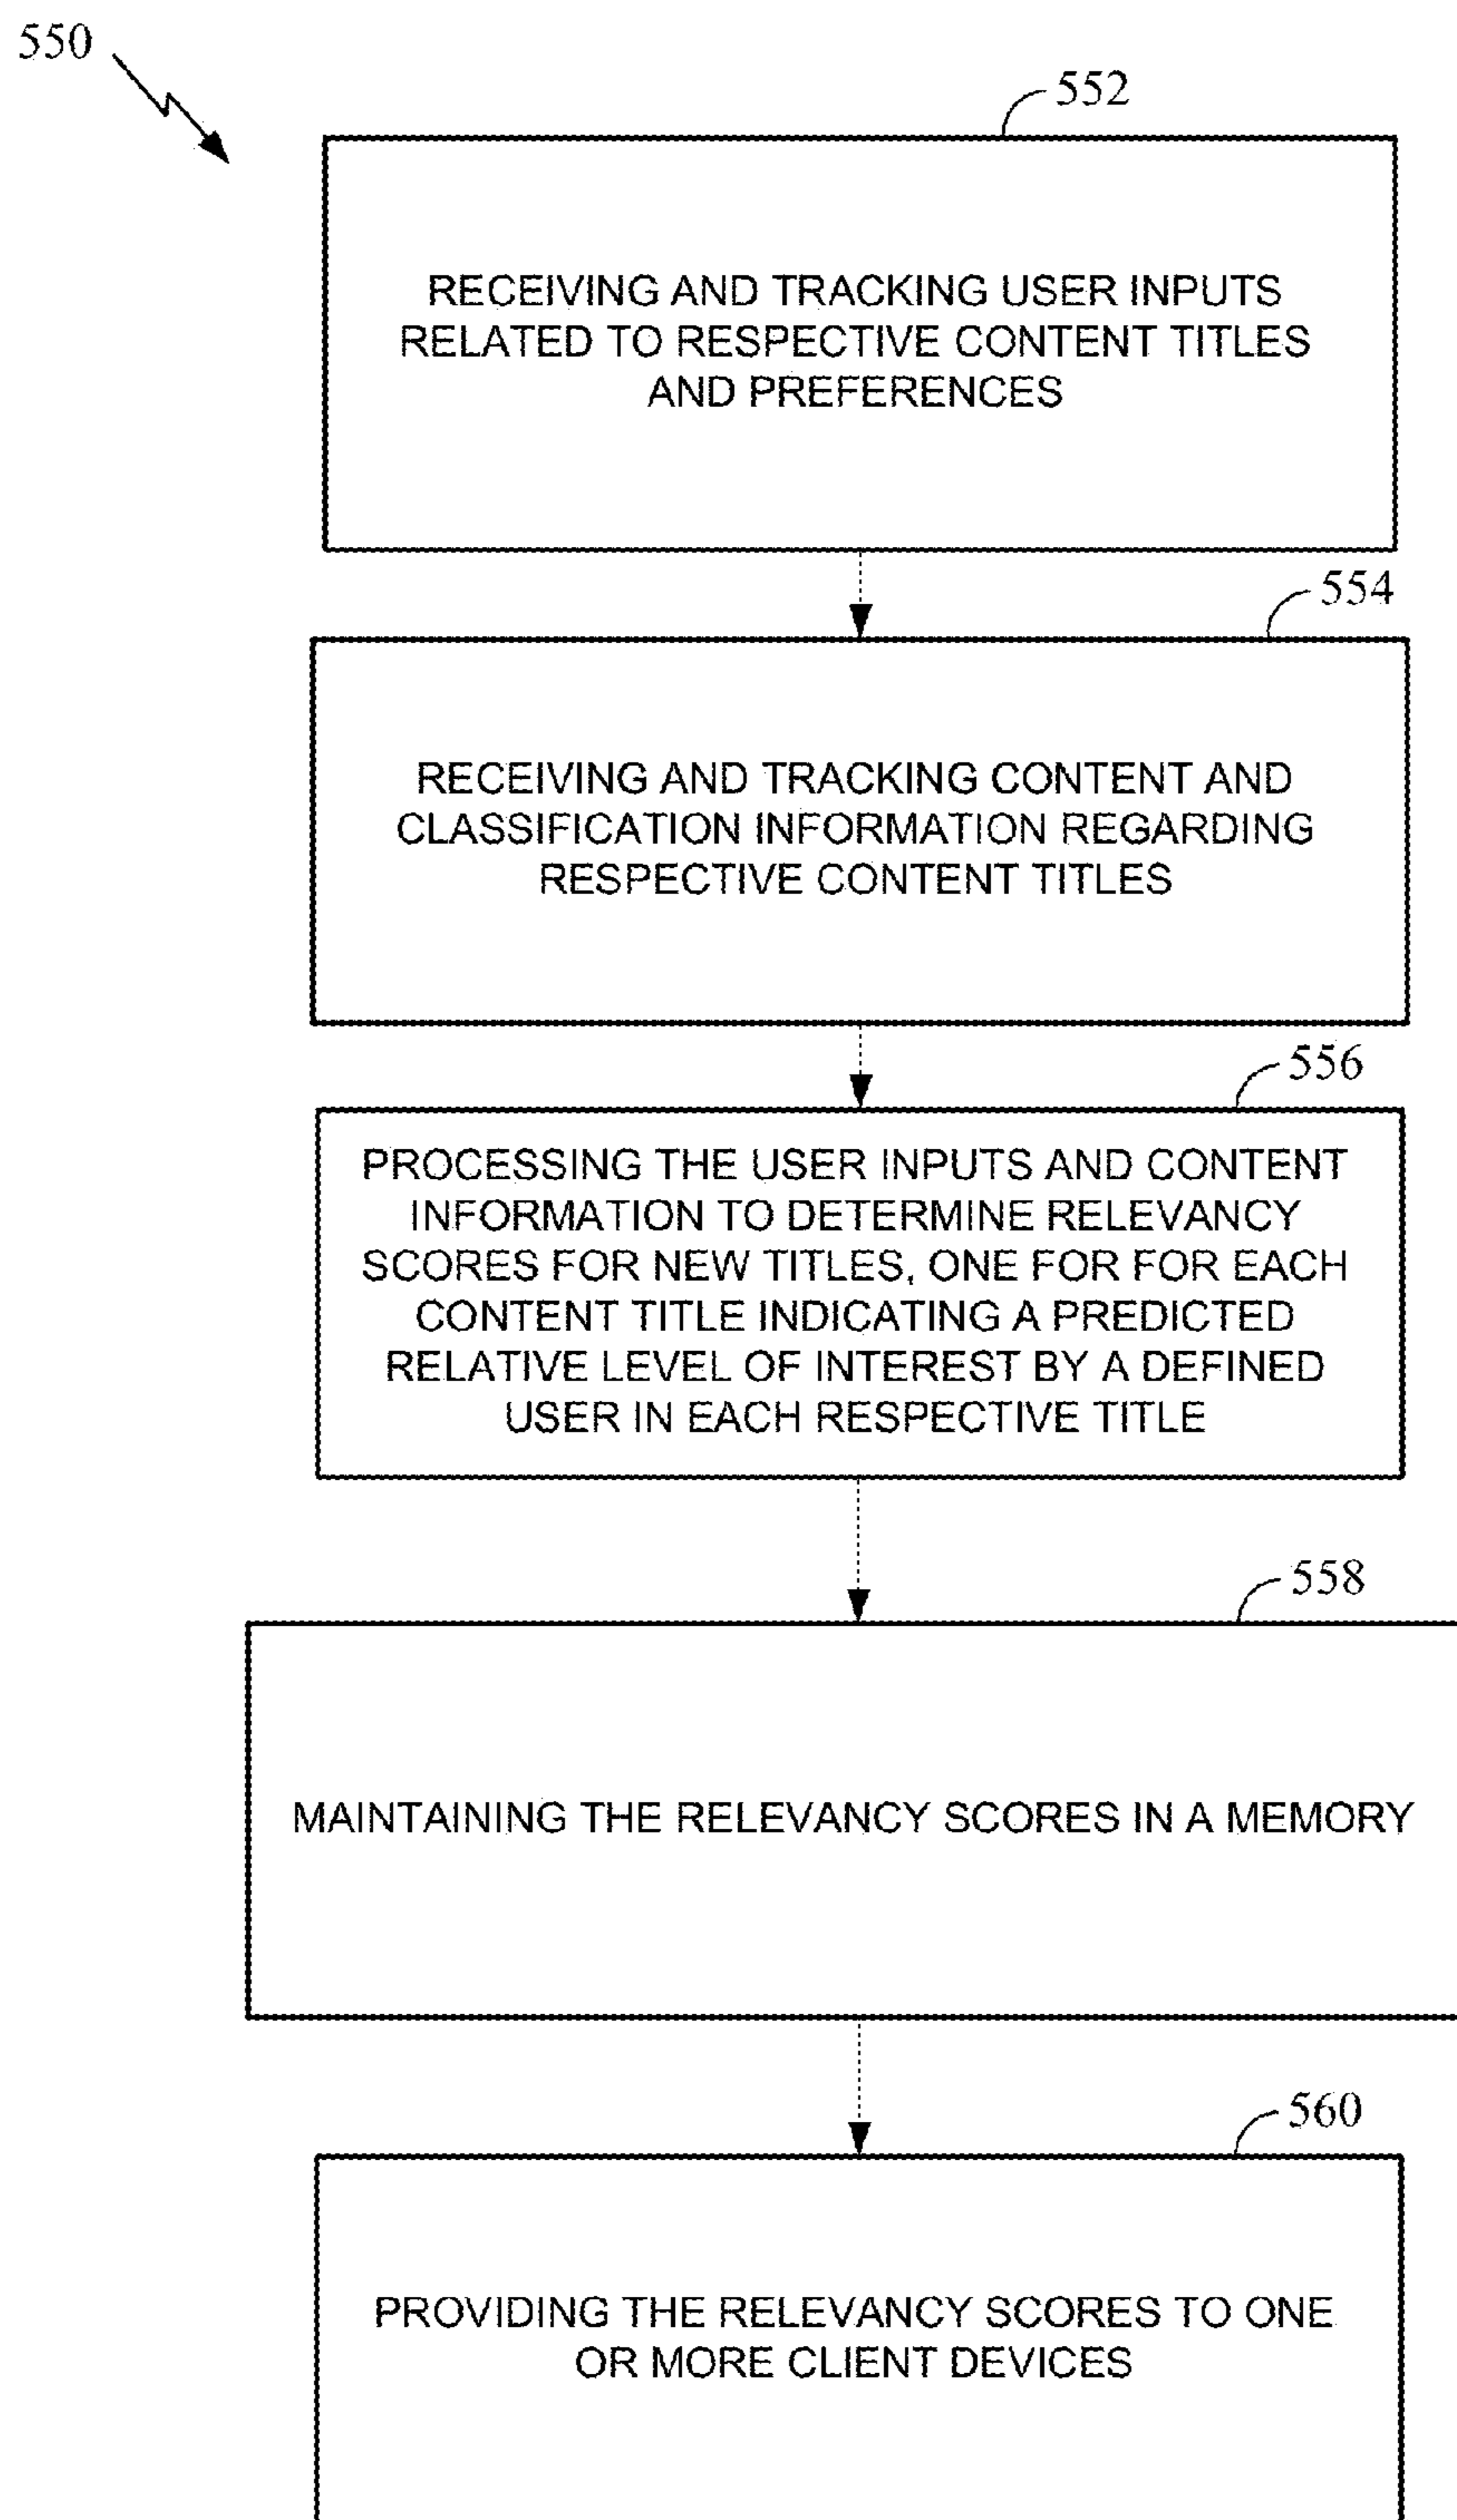 550
552
RECEIVING AND TRACKING USER INPUTS
RELATED TO RESPECTIVE CONTENT TITLES
AND PREFERENCES
554
RECEIVING AND TRACKING CONTENT AND
CLASSIFICATION INFORMATION REGARDING
RESPECTIVE CONTENT TITLES
556
PROCESSING THE USER INPUTS AND CONTENT
INFORMATION TO DETERMINE RELEVANCY
SCORES FOR NEW TITLES, ONE FOR FOR EACH
CONTENT TITLE INDICATING A PREDICTED
RELATIVE LEVEL OF INTEREST BY A DEFINED
USER IN EACH RESPECTIVE TITLE
558
MAINTAINING THE RELEVANCY SCORES IN A MEMORY
560
PROVIDING THE RELEVANCY SCORES TO ONE
OR MORE CLIENT DEVICES